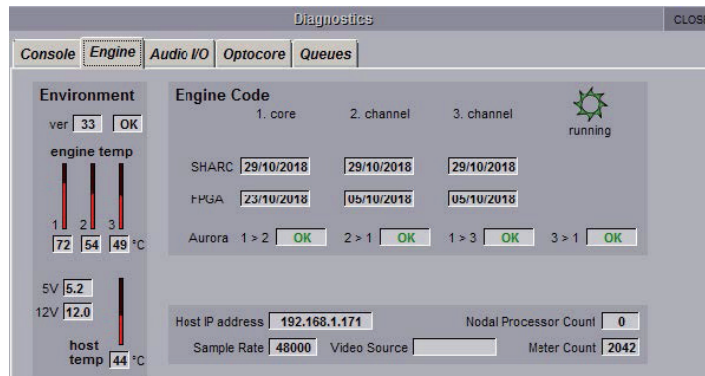 Diagnostics
CLOSE
Console Engine Audio I/O Optocore Queues
Environment
ver 33 OK
engine temp
1 2 3
72 54 49 °C
5V 5.2
12V 12.0
host
temp 44 °C
Engine Code
1. core 2. channel 3. channel
running
SHARC 29/10/2018 29/10/2018 29/10/2018
FPGA 23/10/2018 05/10/2018 05/10/2018
Aurora 1 > 2 OK 2 > 1 OK 1 > 3 OK 3 > 1 OK
Host IP address 192.168.1.171 Nodal Processor Count 0
Sample Rate 48000 Video Source Meter Count 2042